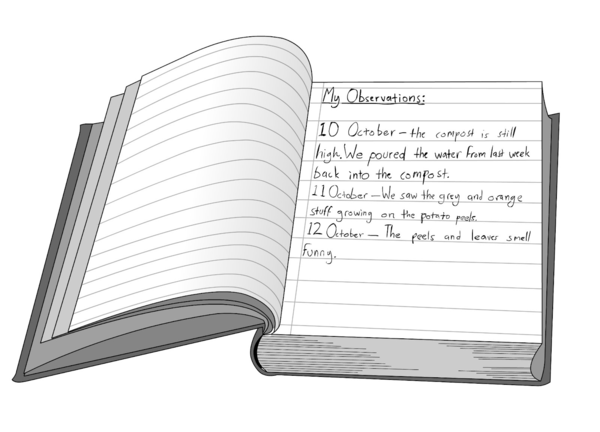 My Observations:
10 October – the compost is still
high. We poured the water from last week
back into the compost.
11 October – We saw the grey and orange
stuff growing on the potato peels.
12 October – The peels and leaves smell
funny.